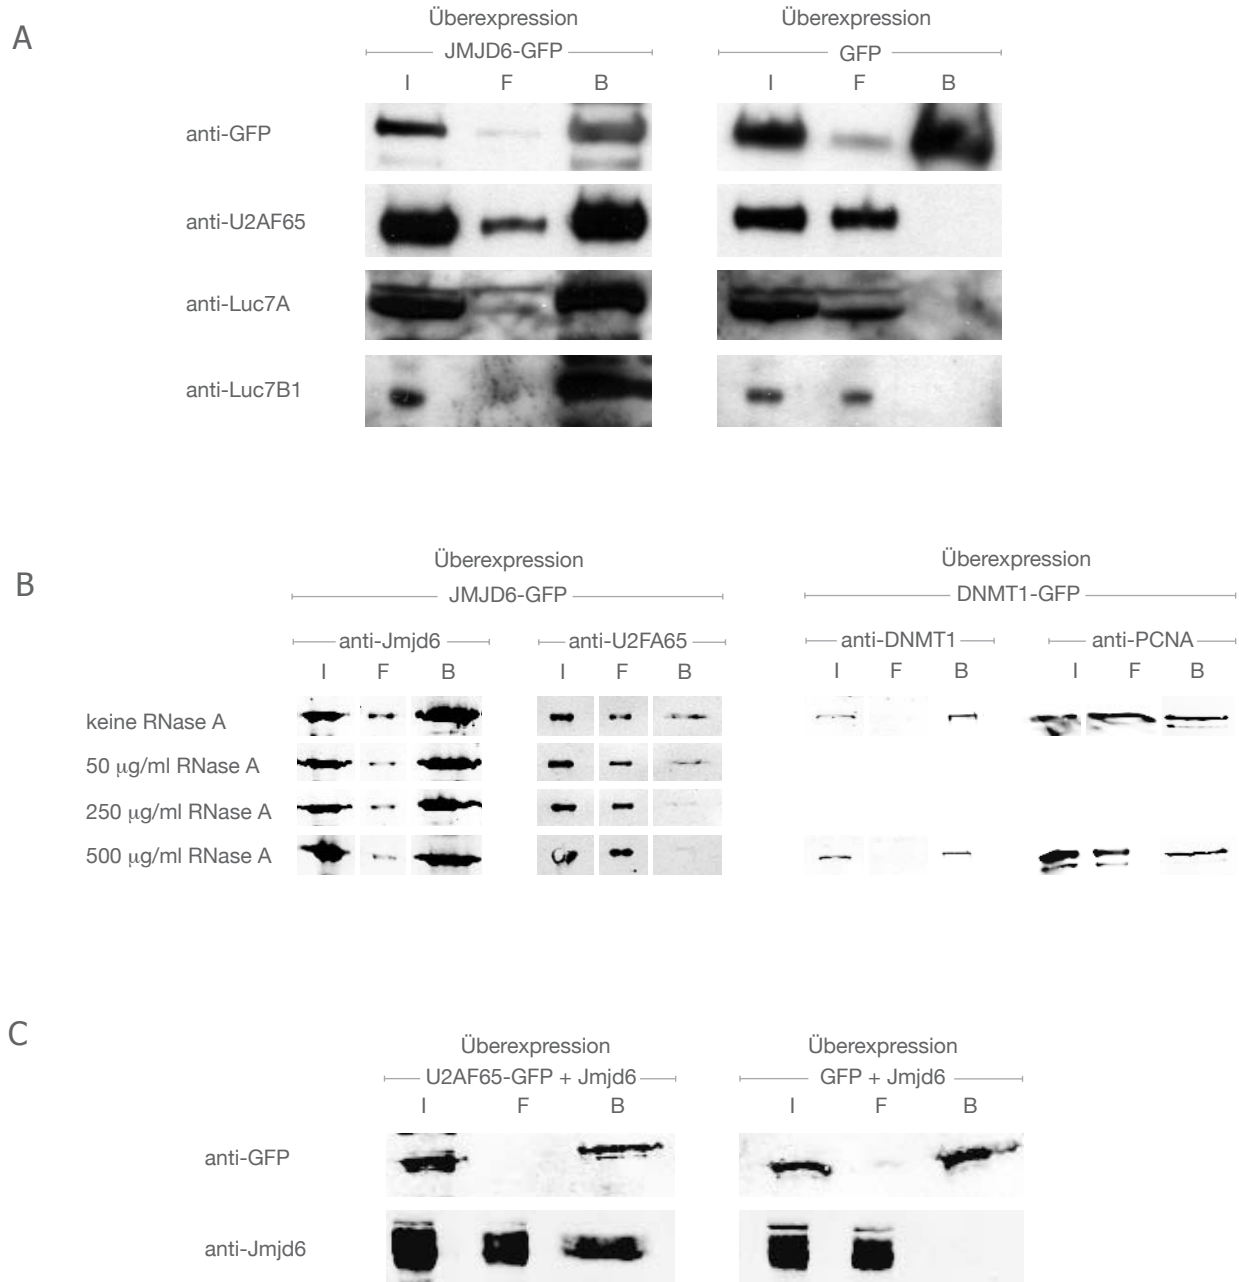 A
Überexpression Überexpression
JMJD6-GFP GFP
I F B I F B
anti-GFP
anti-U2AF65
anti-Luc7A
anti-Luc7B1
B
Überexpression Überexpression
JMJD6-GFP DNMT1-GFP
anti-Jmjd6 anti-U2FA65 anti-DNMT1 anti-PCNA
I F B I F B I F B I F B
keine RNase A
50 µg/ml RNase A
250 µg/ml RNase A
500 µg/ml RNase A
C
Überexpression Überexpression
U2AF65-GFP + Jmjd6 GFP + Jmjd6
I F B I F B
anti-GFP
anti-Jmjd6